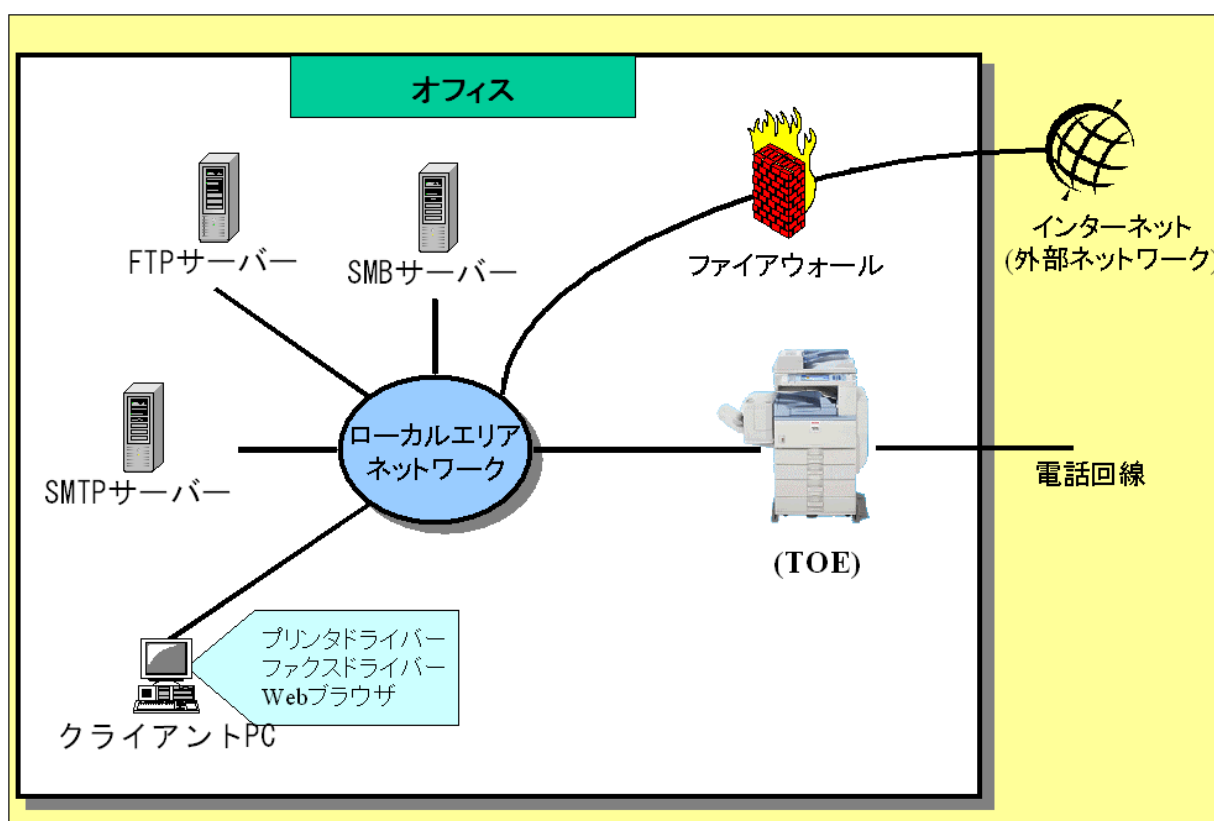 オフィス
FTPサーバー
SMBサーバー
ファイアウォール
インターネット
(外部ネットワーク)
SMTPサーバー
ローカルエリア
ネットワーク
(TOE)
電話回線
クライアントPC
プリンタドライバー
ファクスドライバー
Webブラウザ